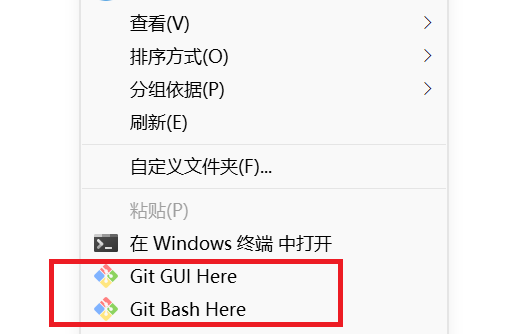 查看(V)
排序方式(O)
分组依据(P)
刷新(E)
自定义文件夹(F)...
粘贴(P)
在 Windows 终端 中打开
Git GUI Here
Git Bash Here